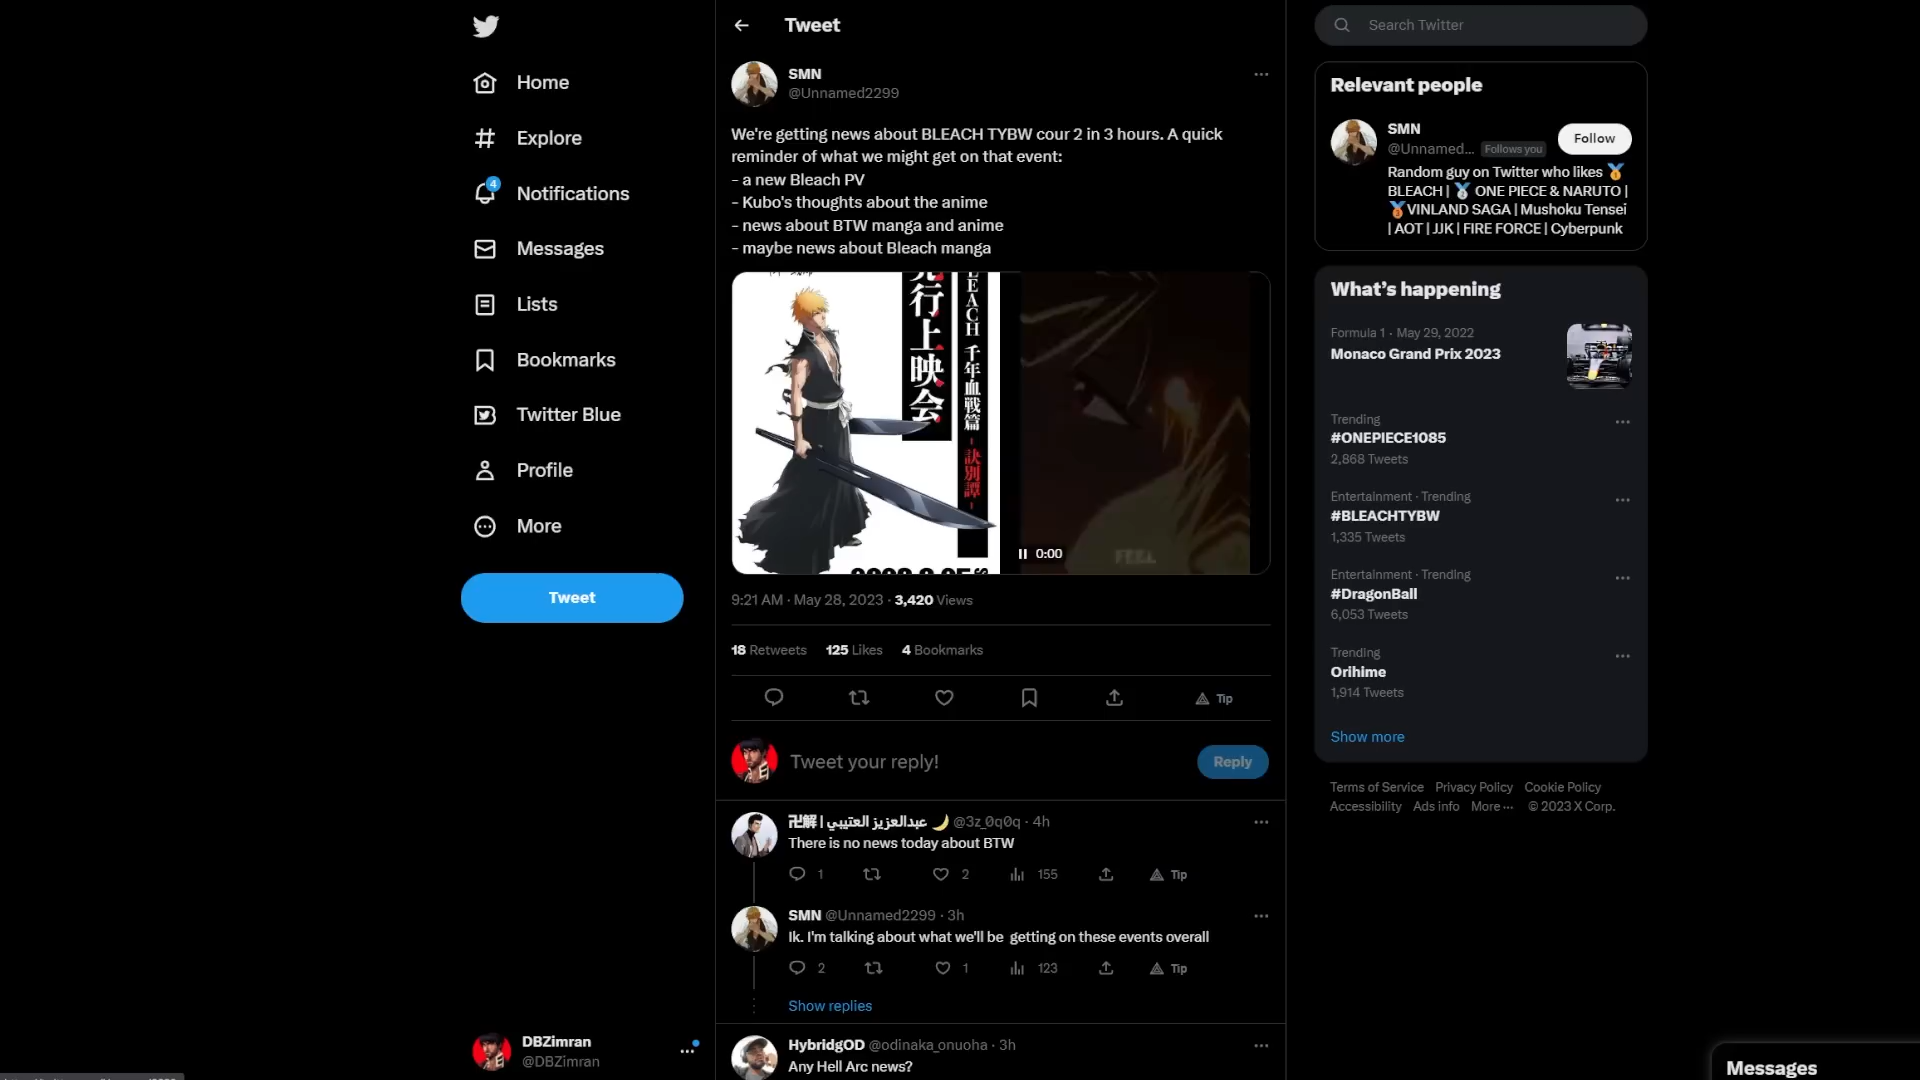 Home
Explore
4
Notifications
Messages
Lists
Bookmarks
Twitter Blue
Profile
More
Tweet
DBZimran
@DBZimran
Tweet
SMN
@Unnamed2299
We're getting news about BLEACH TYBW cour 2 in 3 hours. A quick
reminder of what we might get on that event:
- a new Bleach PV
- Kubo's thoughts about the anime
- news about BTW manga and anime
- maybe news about Bleach manga
行上映会
EACH 千年血戦篇
-訣別譚-
0:00
FEEL
9:21 AM · May 28, 2023 · 3,420 Views
18 Retweets 125 Likes 4 Bookmarks
Tip
Tweet your reply!
Reply
卍解 | عبدالعزيز العتيبي 🌙 @3z_0q0q · 4h
There is no news today about BTW
1 2 155 Tip
SMN @Unnamed2299 · 3h
Ik. I'm talking about what we'll be getting on these events overall
2 1 123 Tip
Show replies
HybridgOD @odinaka_onuoha · 3h
Any Hell Arc news?
Search Twitter
Relevant people
SMN
@Unnamed... Follows you
Follow
Random guy on Twitter who likes 🥇
BLEACH | 🥈 ONE PIECE & NARUTO |
🥉VINLAND SAGA | Mushoku Tensei
| AOT | JJK | FIRE FORCE | Cyberpunk
What's happening
Formula 1 · May 29, 2022
Monaco Grand Prix 2023
Trending
#ONEPIECE1085
2,868 Tweets
Entertainment · Trending
#BLEACHTYBW
1,335 Tweets
Entertainment · Trending
#DragonBall
6,053 Tweets
Trending
Orihime
1,914 Tweets
Show more
Terms of Service Privacy Policy Cookie Policy
Accessibility Ads info More ··· © 2023 X Corp.
Messages